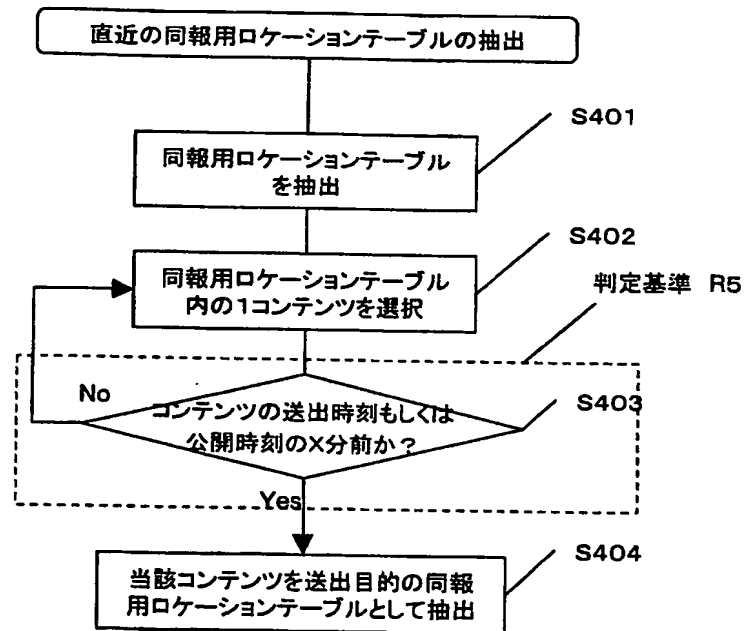 直近の同報用ロケーションテーブルの抽出
S401
同報用ロケーションテーブル
を抽出
S402
同報用ロケーションテーブル
内の1コンテンツを選択
判定基準 R5
No
コンテンツの送出時刻もしくは
公開時刻のX分前か?
S403
Yes
S404
当該コンテンツを送出目的の同報
用ロケーションテーブルとして抽出